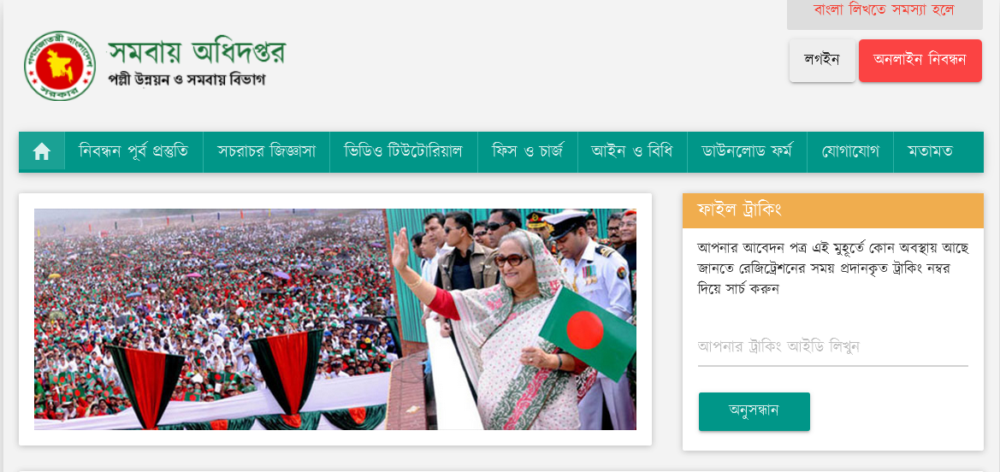 বাংলা লিখতে সমস্যা হলে
গণপ্রজাতন্ত্রী বাংলাদেশ
সরকার
সমবায় অধিদপ্তর
পল্লী উন্নয়ন ও সমবায় বিভাগ
লগইন
অনলাইন নিবন্ধন
নিবন্ধন পূর্ব প্রস্তুতি
সচরাচর জিজ্ঞাসা
ভিডিও টিউটোরিয়াল
ফিস ও চার্জ
আইন ও বিধি
ডাউনলোড ফর্ম
যোগাযোগ
মতামত
ফাইল ট্রাকিং
আপনার আবেদন পত্র এই মুহূর্তে কোন অবস্থায় আছে
জানতে রেজিট্রেশনের সময় প্রদানকৃত ট্রাকিং নম্বর
দিয়ে সার্চ করুন
আপনার ট্রাকিং আইডি লিখুন
অনুসন্ধান